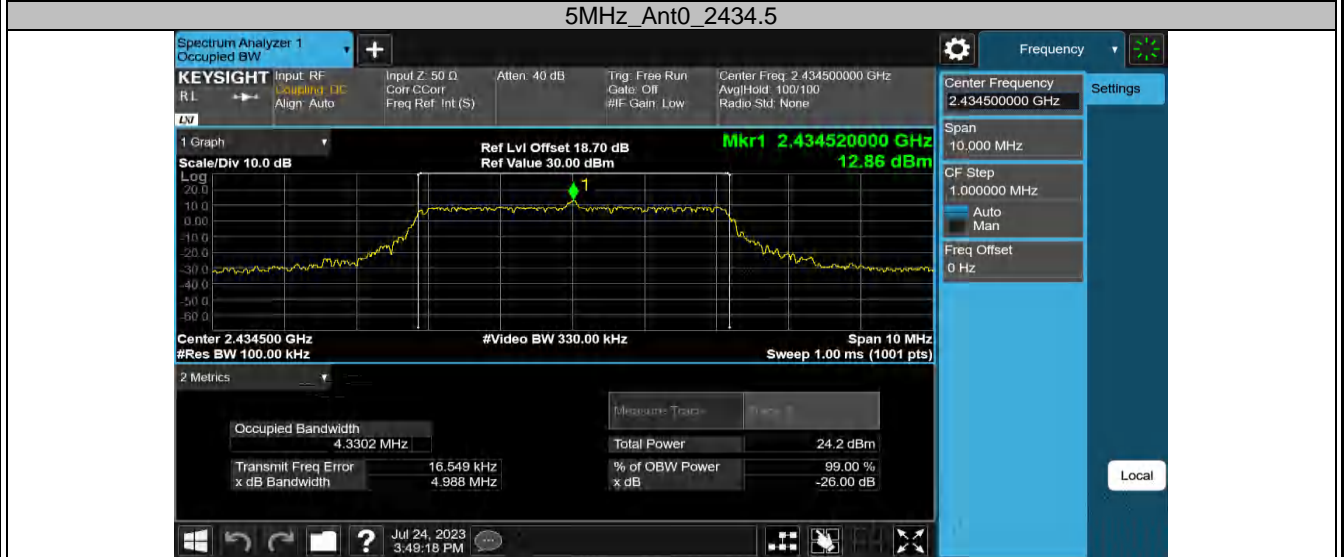 5MHz_Ant0_2434.5
Spectrum Analyzer 1
Occupied BW
+
Frequency
KEYSIGHT
RL
LXI
Input: RF
Coupling: DC
Align: Auto
Input Z: 50 Ω
Corr CCorr
Freq Ref: Int (S)
Atten: 40 dB
Trig: Free Run
Gate: Off
#IF Gain: Low
Center Freq: 2.434500000 GHz
Avg|Hold: 100/100
Radio Std: None
Center Frequency
2.434500000 GHz
Settings
Span
10.000 MHz
CF Step
1.000000 MHz
Auto
Man
Freq Offset
0 Hz
Local
1 Graph
Scale/Div 10.0 dB
Ref Lvl Offset 18.70 dB
Ref Value 30.00 dBm
Mkr1 2.434520000 GHz
12.86 dBm
Log
20.0
10.0
0.00
-10.0
-20.0
-30.0
-40.0
-50.0
-60.0
1
Center 2.434500 GHz
#Res BW 100.00 kHz
#Video BW 330.00 kHz
Span 10 MHz
Sweep 1.00 ms (1001 pts)
2 Metrics
Measure Trace
Occupied Bandwidth
4.3302 MHz
Total Power 24.2 dBm
Transmit Freq Error 16.549 kHz
% of OBW Power 99.00 %
x dB Bandwidth 4.988 MHz
x dB -26.00 dB
?
Jul 24, 2023
3:49:18 PM